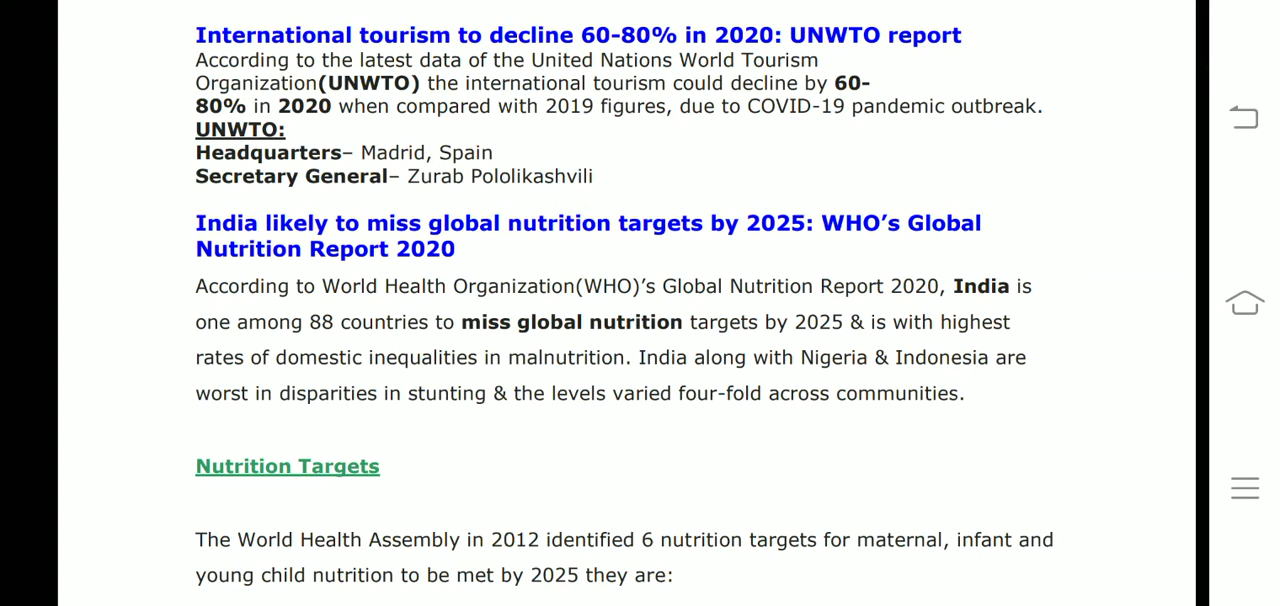 International tourism to decline 60-80% in 2020: UNWTO report
According to the latest data of the United Nations World Tourism
Organization(UNWTO) the international tourism could decline by 60-
80% in 2020 when compared with 2019 figures, due to COVID-19 pandemic outbreak.
UNWTO:
Headquarters– Madrid, Spain
Secretary General– Zurab Pololikashvili
India likely to miss global nutrition targets by 2025: WHO’s Global
Nutrition Report 2020
According to World Health Organization(WHO)’s Global Nutrition Report 2020, India is
one among 88 countries to miss global nutrition targets by 2025 & is with highest
rates of domestic inequalities in malnutrition. India along with Nigeria & Indonesia are
worst in disparities in stunting & the levels varied four-fold across communities.
Nutrition Targets
The World Health Assembly in 2012 identified 6 nutrition targets for maternal, infant and
young child nutrition to be met by 2025 they are: